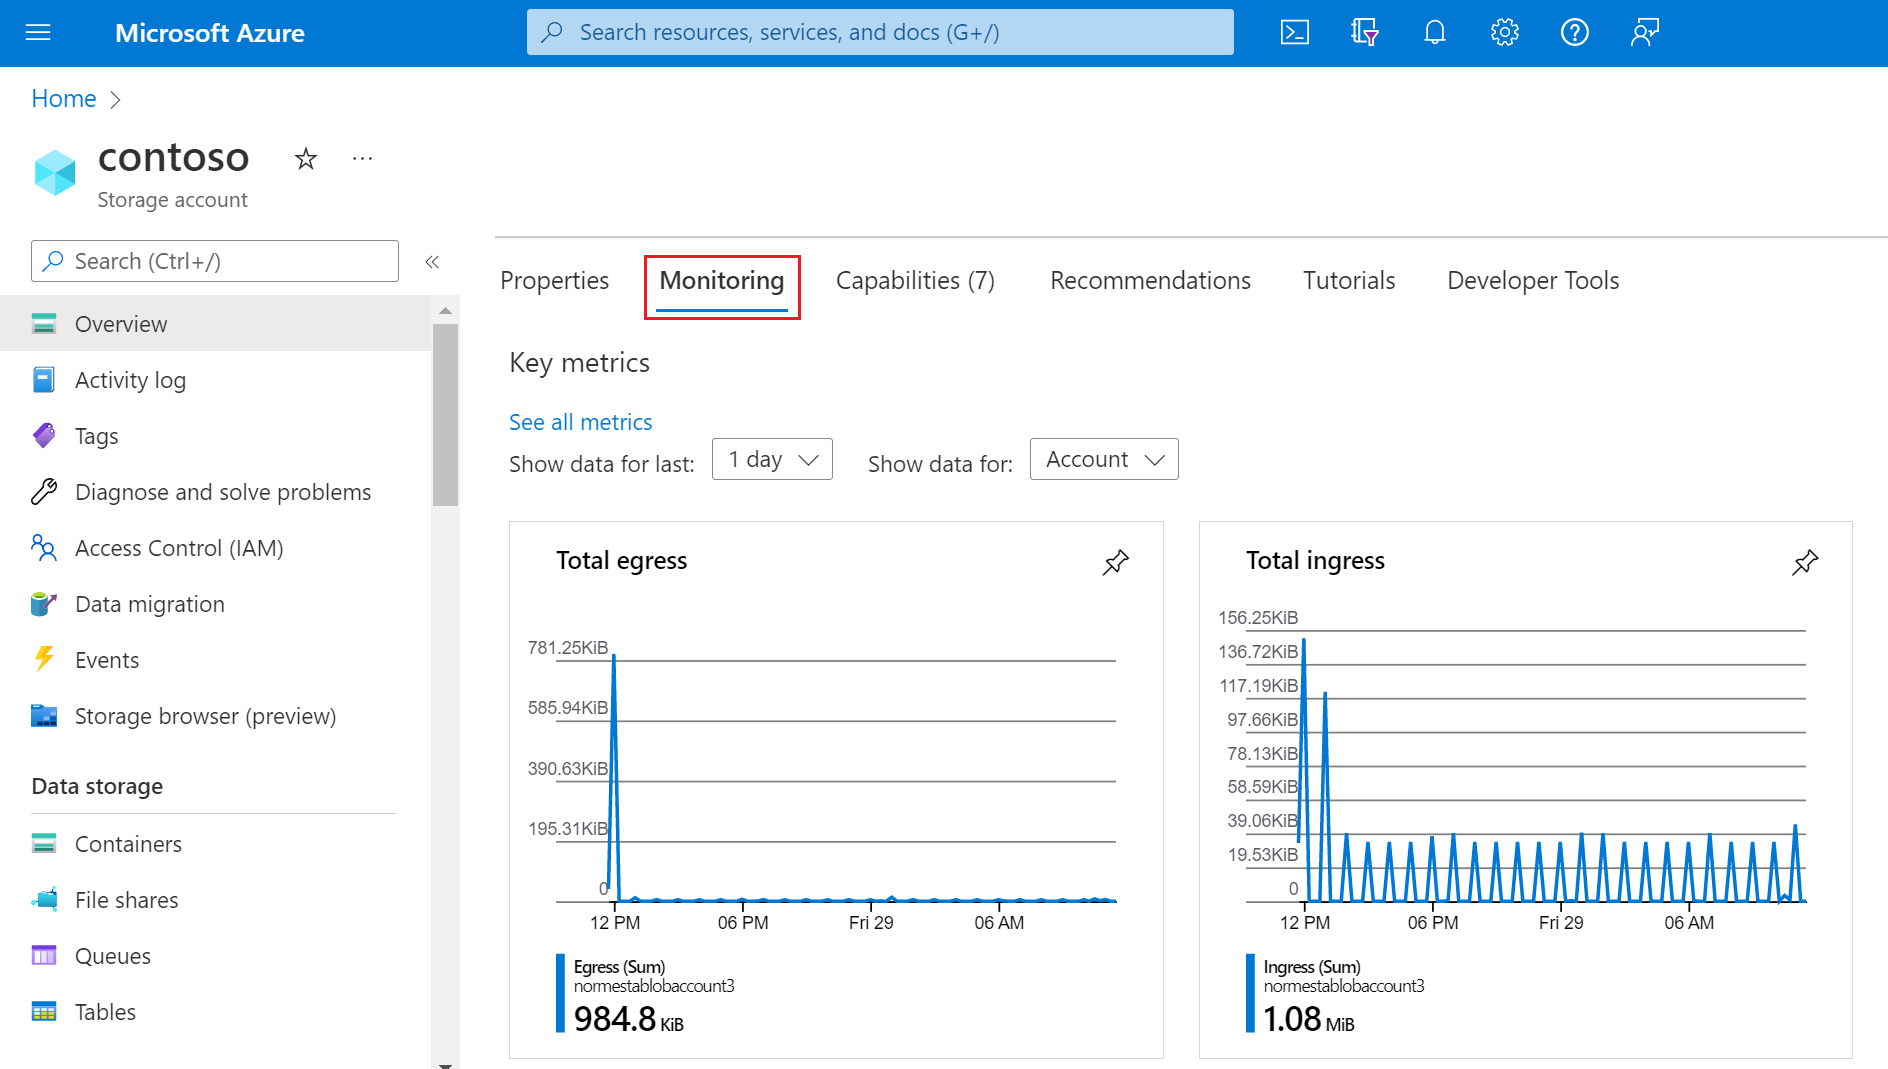 Microsoft Azure
Search resources, services, and docs (G+/)
Home
contoso
Storage account
Search (Ctrl+/)
Overview
Activity log
Tags
Diagnose and solve problems
Access Control (IAM)
Data migration
Events
Storage browser (preview)
Data storage
Containers
File shares
Queues
Tables
Properties Monitoring Capabilities (7) Recommendations Tutorials Developer Tools
Key metrics
See all metrics
Show data for last: 1 day Show data for: Account
Total egress
781.25KiB
585.94KiB
390.63KiB
195.31KiB
0
12 PM 06 PM Fri 29 06 AM
Egress (Sum)
normestablobaccount3
984.8 KiB
Total ingress
156.25KiB
136.72KiB
117.19KiB
97.66KiB
78.13KiB
58.59KiB
39.06KiB
19.53KiB
0
12 PM 06 PM Fri 29 06 AM
Ingress (Sum)
normestablobaccount3
1.08 MiB